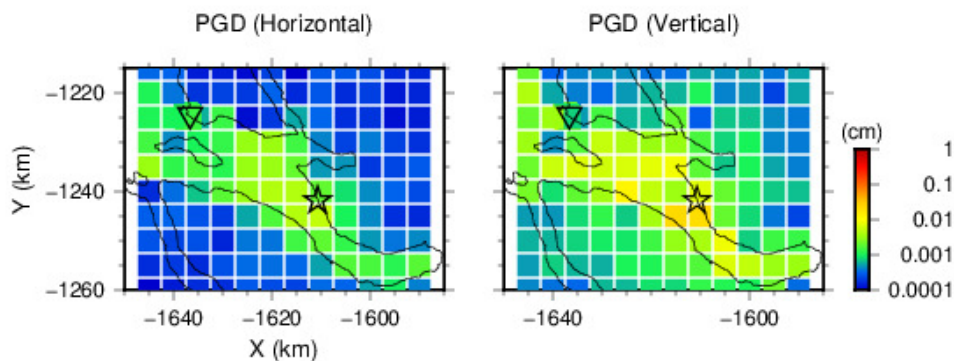 PGD (Horizontal)
PGD (Vertical)
Y (km)
−1220
−1240
−1260
−1640
−1620
−1600
X (km)
−1640
−1600
(cm)
1
0.1
0.01
0.001
0.0001